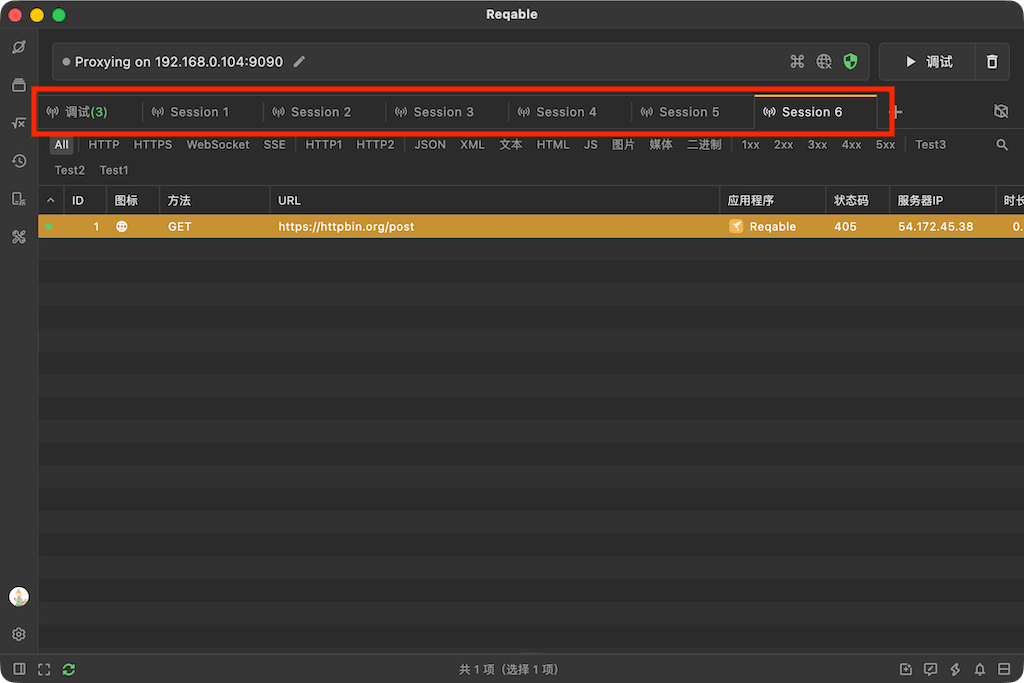 Reqable
Proxying on 192.168.0.104:9090 调试
调试(3) Session 1 Session 2 Session 3 Session 4 Session 5 Session 6
All HTTP HTTPS WebSocket SSE HTTP1 HTTP2 JSON XML 文本 HTML JS 图片 媒体 二进制 1xx 2xx 3xx 4xx 5xx Test3
Test2 Test1
ID 图标 方法 URL 应用程序 状态码 服务器IP 时长
1 GET https://httpbin.org/post Reqable 405 54.172.45.38 0.
共 1 项（选择 1 项）